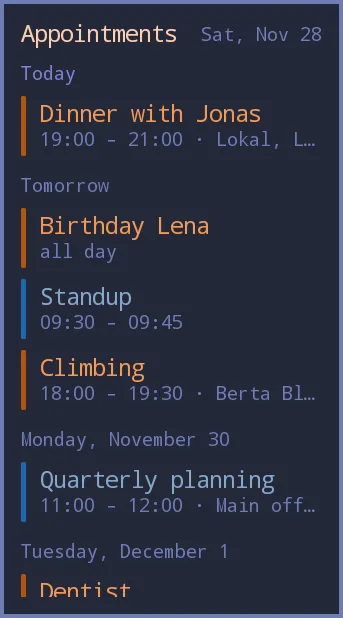 Appointments Sat, Nov 28
Today
Dinner with Jonas
19:00 – 21:00 · Lokal, L…
Tomorrow
Birthday Lena
all day
Standup
09:30 – 09:45
Climbing
18:00 – 19:30 · Berta Bl…
Monday, November 30
Quarterly planning
11:00 – 12:00 · Main off…
Tuesday, December 1
Dentist